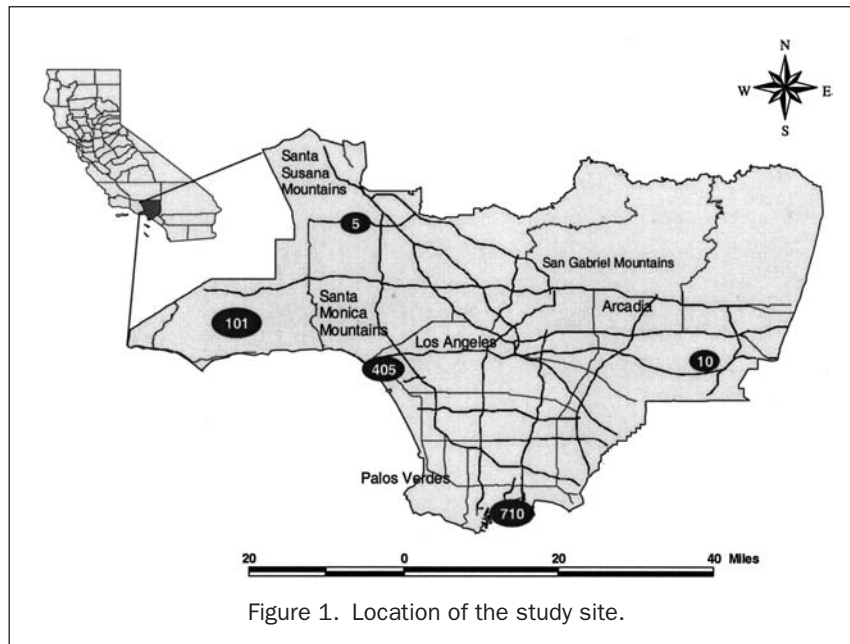 N
W E
S
Santa
Susana
Mountains
5
San Gabriel Mountains
Santa
Monica
Mountains
101
Arcadia
Los Angeles
10
405
Palos Verdes
710
20 0 20 40 Miles
Figure 1. Location of the study site.